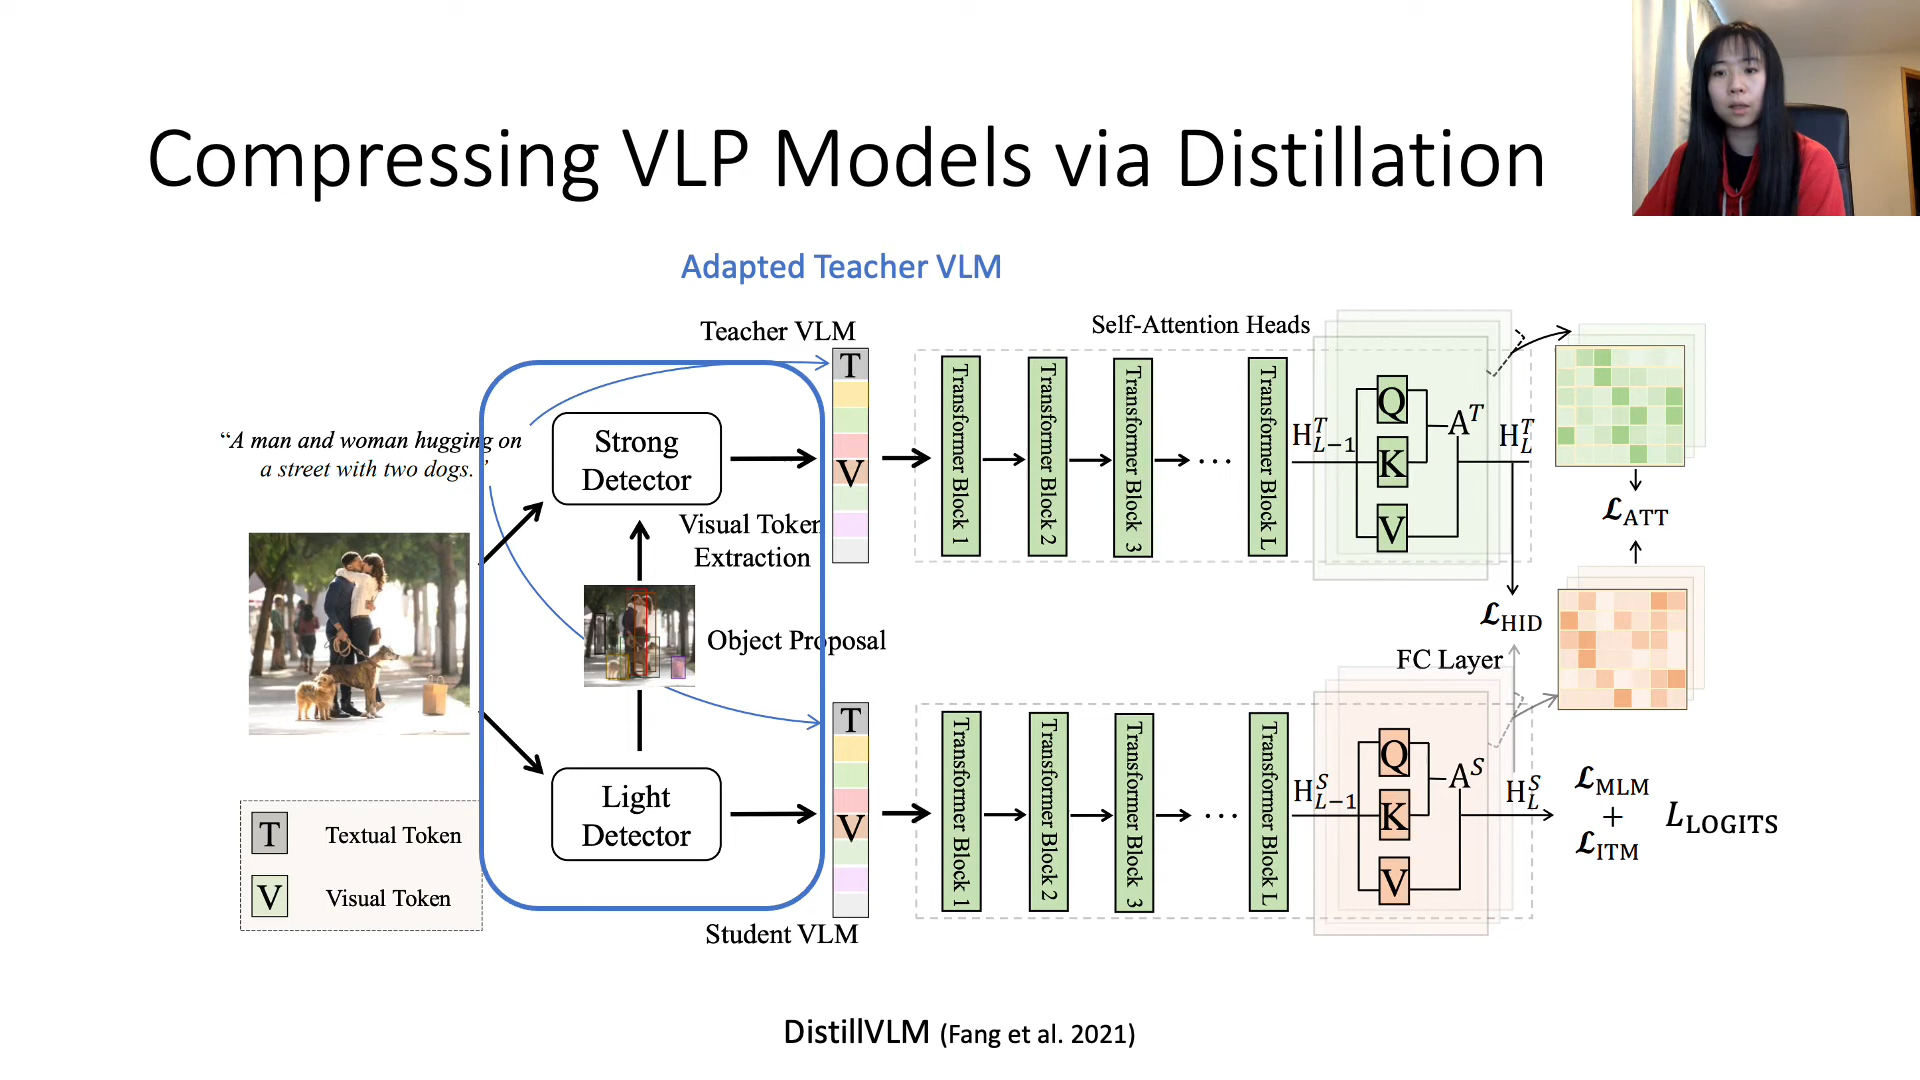 Compressing VLP Models via Distillation
Adapted Teacher VLM
Teacher VLM
Self-Attention Heads
T
V
“A man and woman hugging on
a street with two dogs.”
Strong
Detector
Visual Token
Extraction
Object Proposal
Light
Detector
Transformer Block 1
Transformer Block 2
Transformer Block 3
...
Transformer Block L
H^T_{L−1}
Q
K
V
A^T
H^T_L
ℒ_ATT
ℒ_HID
FC Layer
T
V
Transformer Block 1
Transformer Block 2
Transformer Block 3
...
Transformer Block L
H^S_{L−1}
Q
K
V
A^S
H^S_L
ℒ_MLM
+
ℒ_ITM
L_LOGITS
T Textual Token
V Visual Token
Student VLM
DistillVLM (Fang et al. 2021)